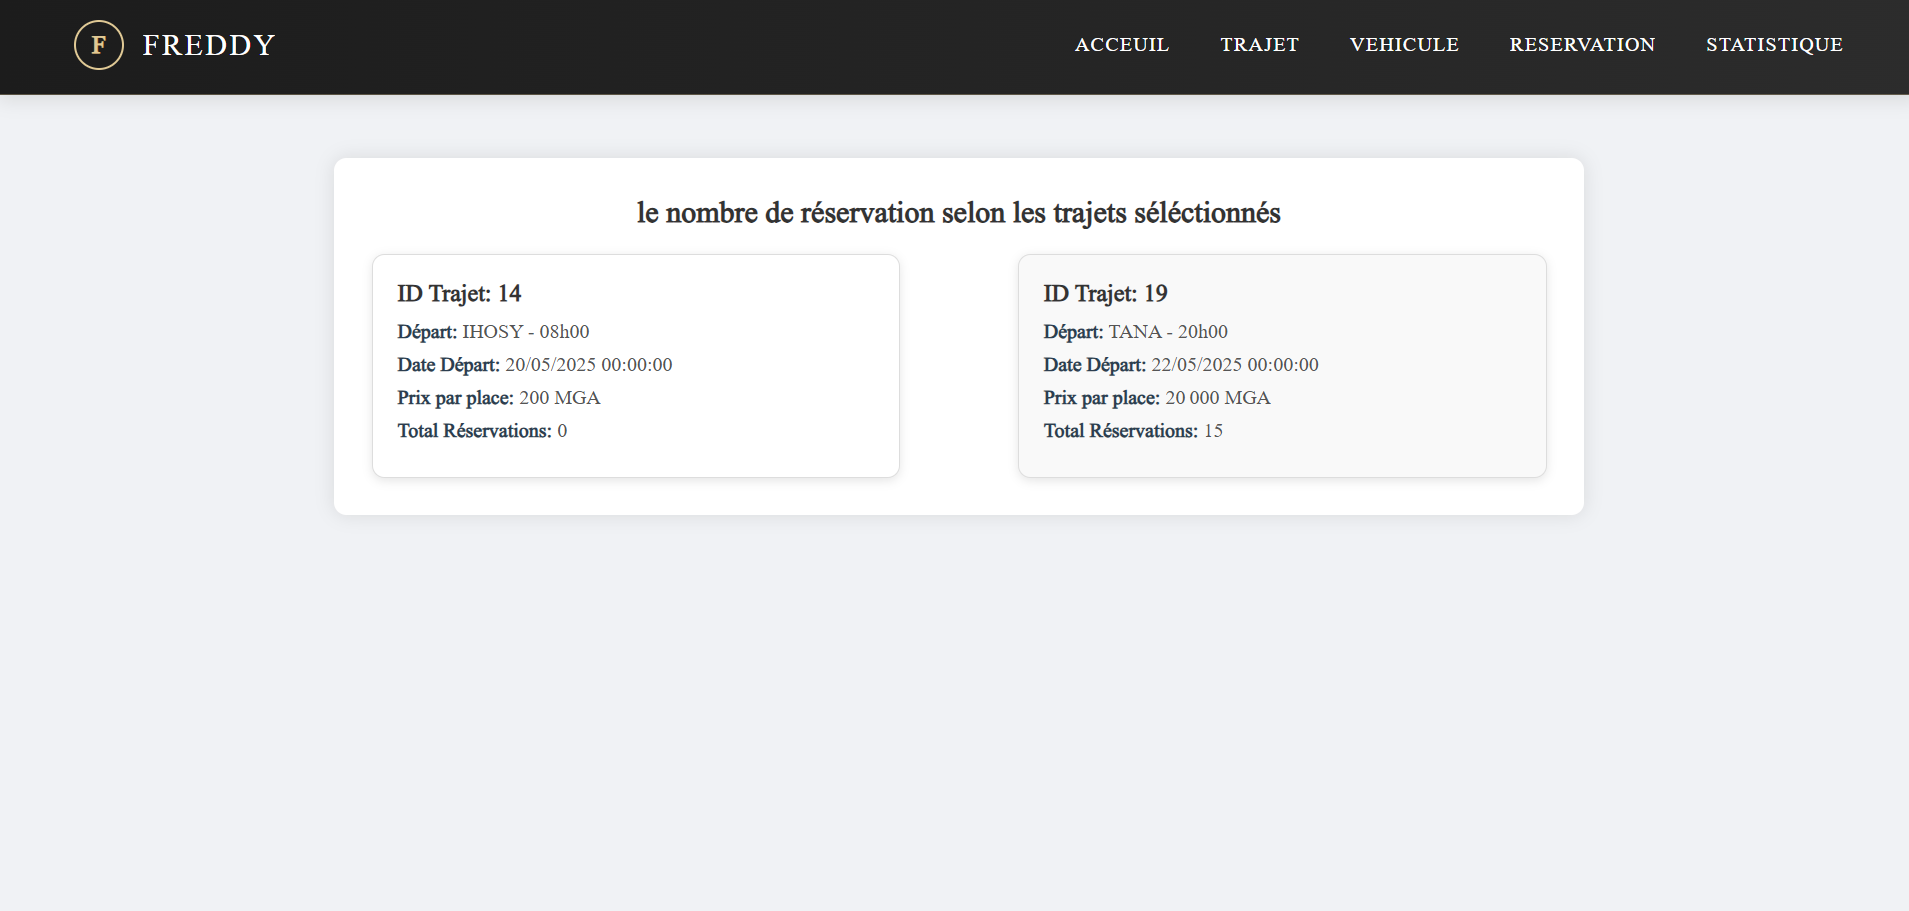 F FREDDY ACCEUIL TRAJET VEHICULE RESERVATION STATISTIQUE
le nombre de réservation selon les trajets séléctionnés
ID Trajet: 14
Départ: IHOSY - 08h00
Date Départ: 20/05/2025 00:00:00
Prix par place: 200 MGA
Total Réservations: 0
ID Trajet: 19
Départ: TANA - 20h00
Date Départ: 22/05/2025 00:00:00
Prix par place: 20 000 MGA
Total Réservations: 15